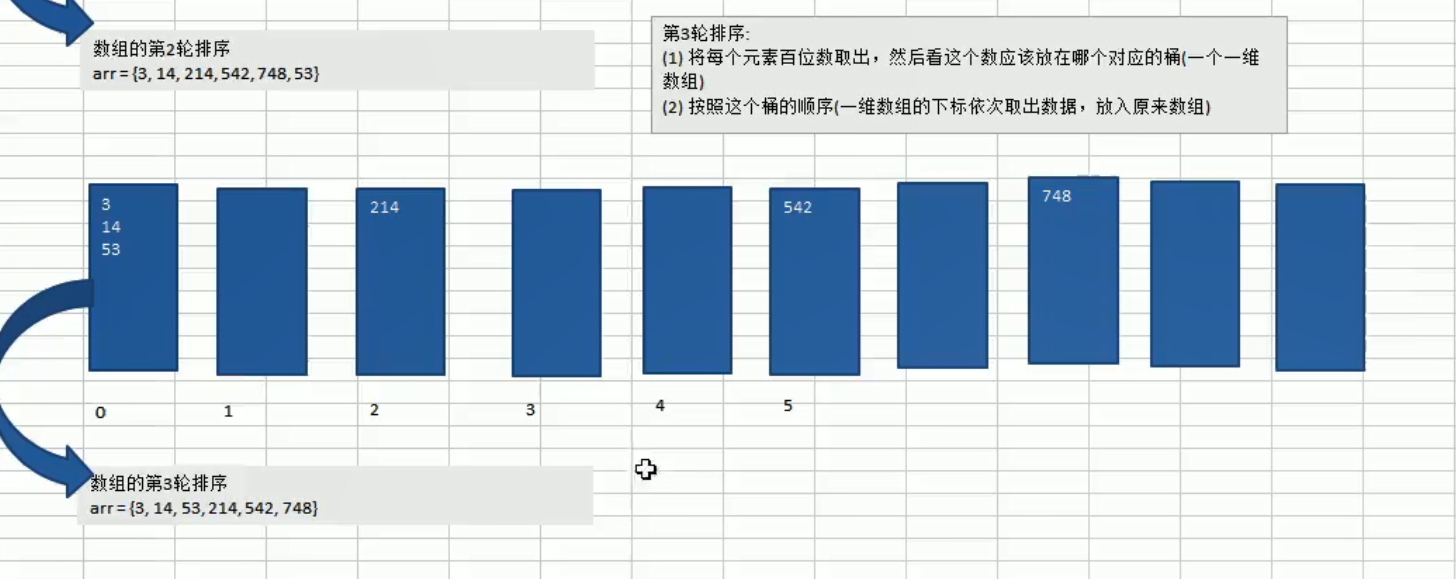 数组的第2轮排序
arr = {3, 14, 214, 542, 748, 53}
第3轮排序:
(1) 将每个元素百位数取出，然后看这个数应该放在哪个对应的桶(一个一维
数组)
(2) 按照这个桶的顺序(一维数组的下标依次取出数据，放入原来数组)
3
14
53
214
542
748
0
1
2
3
4
5
数组的第3轮排序
arr = {3, 14, 53, 214, 542, 748}